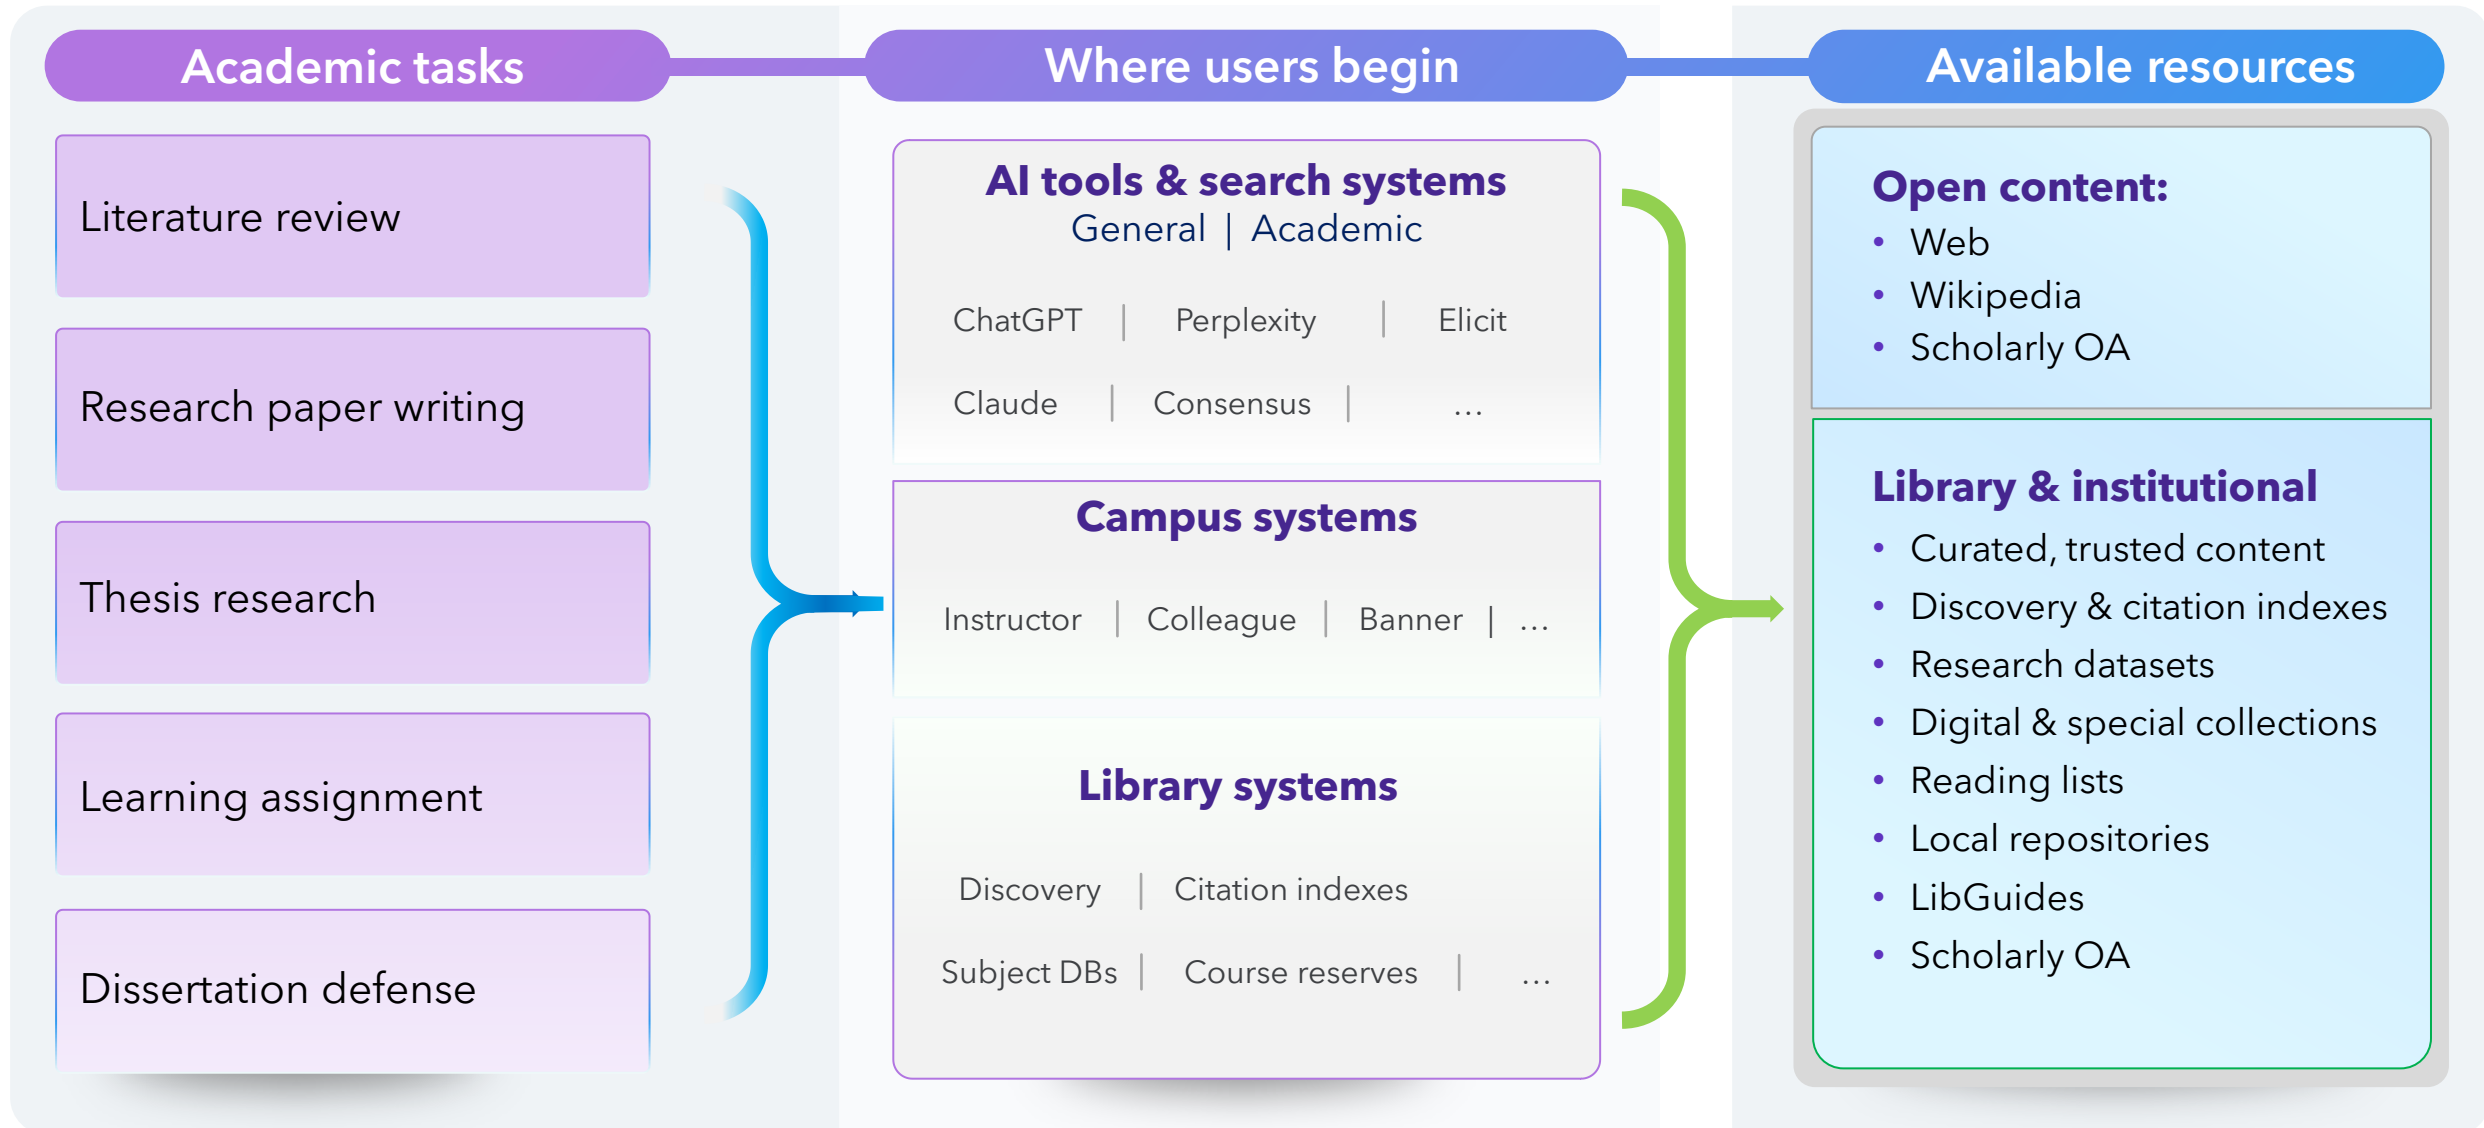 Academic tasks
Where users begin
Available resources
Literature review
Research paper writing
Thesis research
Learning assignment
Dissertation defense
AI tools & search systems
General | Academic
ChatGPT | Perplexity | Elicit
Claude | Consensus | ...
Campus systems
Instructor | Colleague | Banner | ...
Library systems
Discovery | Citation indexes
Subject DBs | Course reserves | ...
Open content:
• Web
• Wikipedia
• Scholarly OA
Library & institutional
• Curated, trusted content
• Discovery & citation indexes
• Research datasets
• Digital & special collections
• Reading lists
• Local repositories
• LibGuides
• Scholarly OA